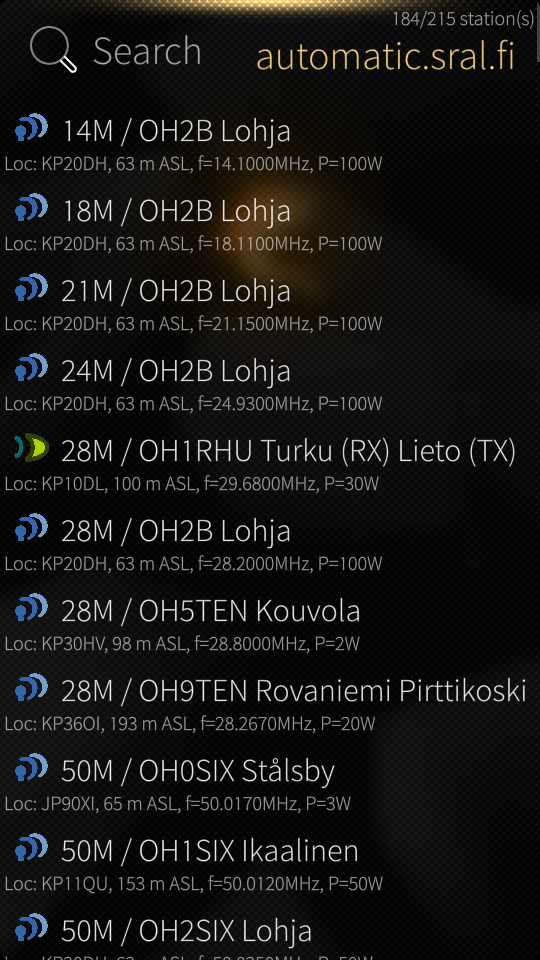 184/215 station(s)
Search
automatic.sral.fi
14M / OH2B Lohja
Loc: KP20DH, 63 m ASL, f=14.1000MHz, P=100W
18M / OH2B Lohja
Loc: KP20DH, 63 m ASL, f=18.1100MHz, P=100W
21M / OH2B Lohja
Loc: KP20DH, 63 m ASL, f=21.1500MHz, P=100W
24M / OH2B Lohja
Loc: KP20DH, 63 m ASL, f=24.9300MHz, P=100W
28M / OH1RHU Turku (RX) Lieto (TX)
Loc: KP10DL, 100 m ASL, f=29.6800MHz, P=30W
28M / OH2B Lohja
Loc: KP20DH, 63 m ASL, f=28.2000MHz, P=100W
28M / OH5TEN Kouvola
Loc: KP30HV, 98 m ASL, f=28.8000MHz, P=2W
28M / OH9TEN Rovaniemi Pirttikoski
Loc: KP36OI, 193 m ASL, f=28.2670MHz, P=20W
50M / OH0SIX Stålsby
Loc: JP90XI, 65 m ASL, f=50.0170MHz, P=3W
50M / OH1SIX Ikaalinen
Loc: KP11QU, 153 m ASL, f=50.0120MHz, P=50W
50M / OH2SIX Lohja